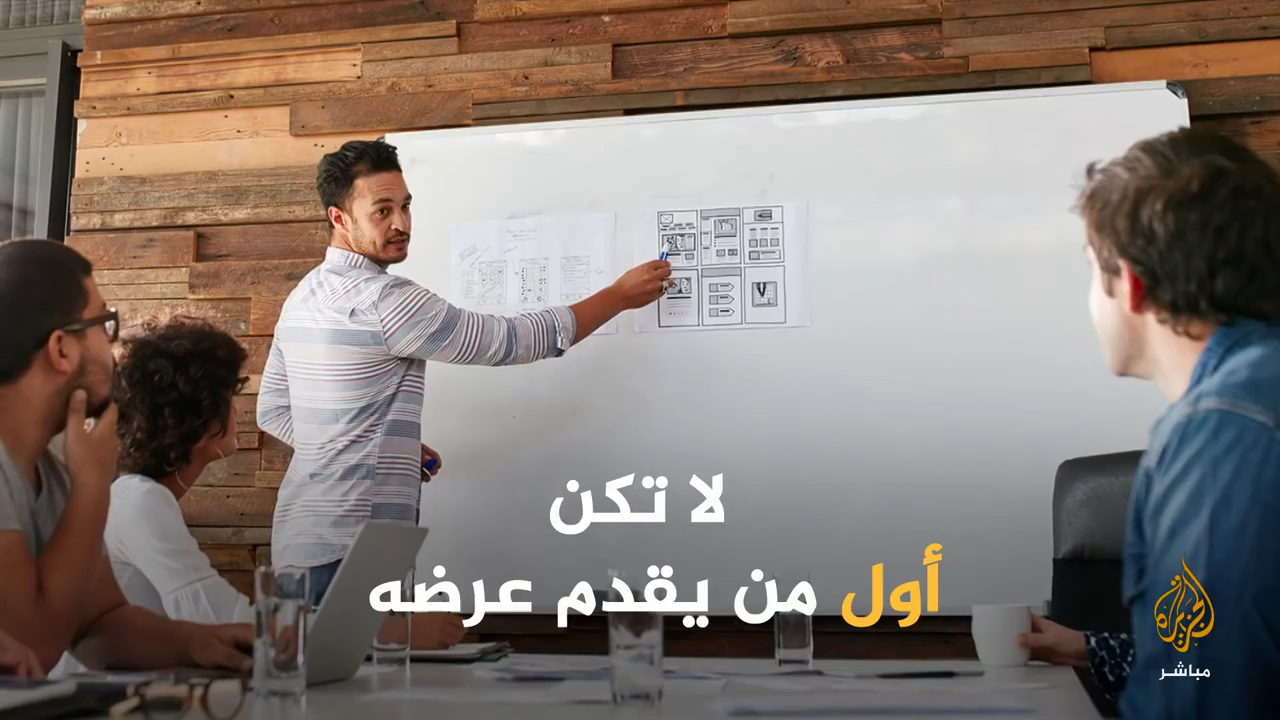 لا تكن
أول من يقدم عرضه
الجزيرة
مباشر